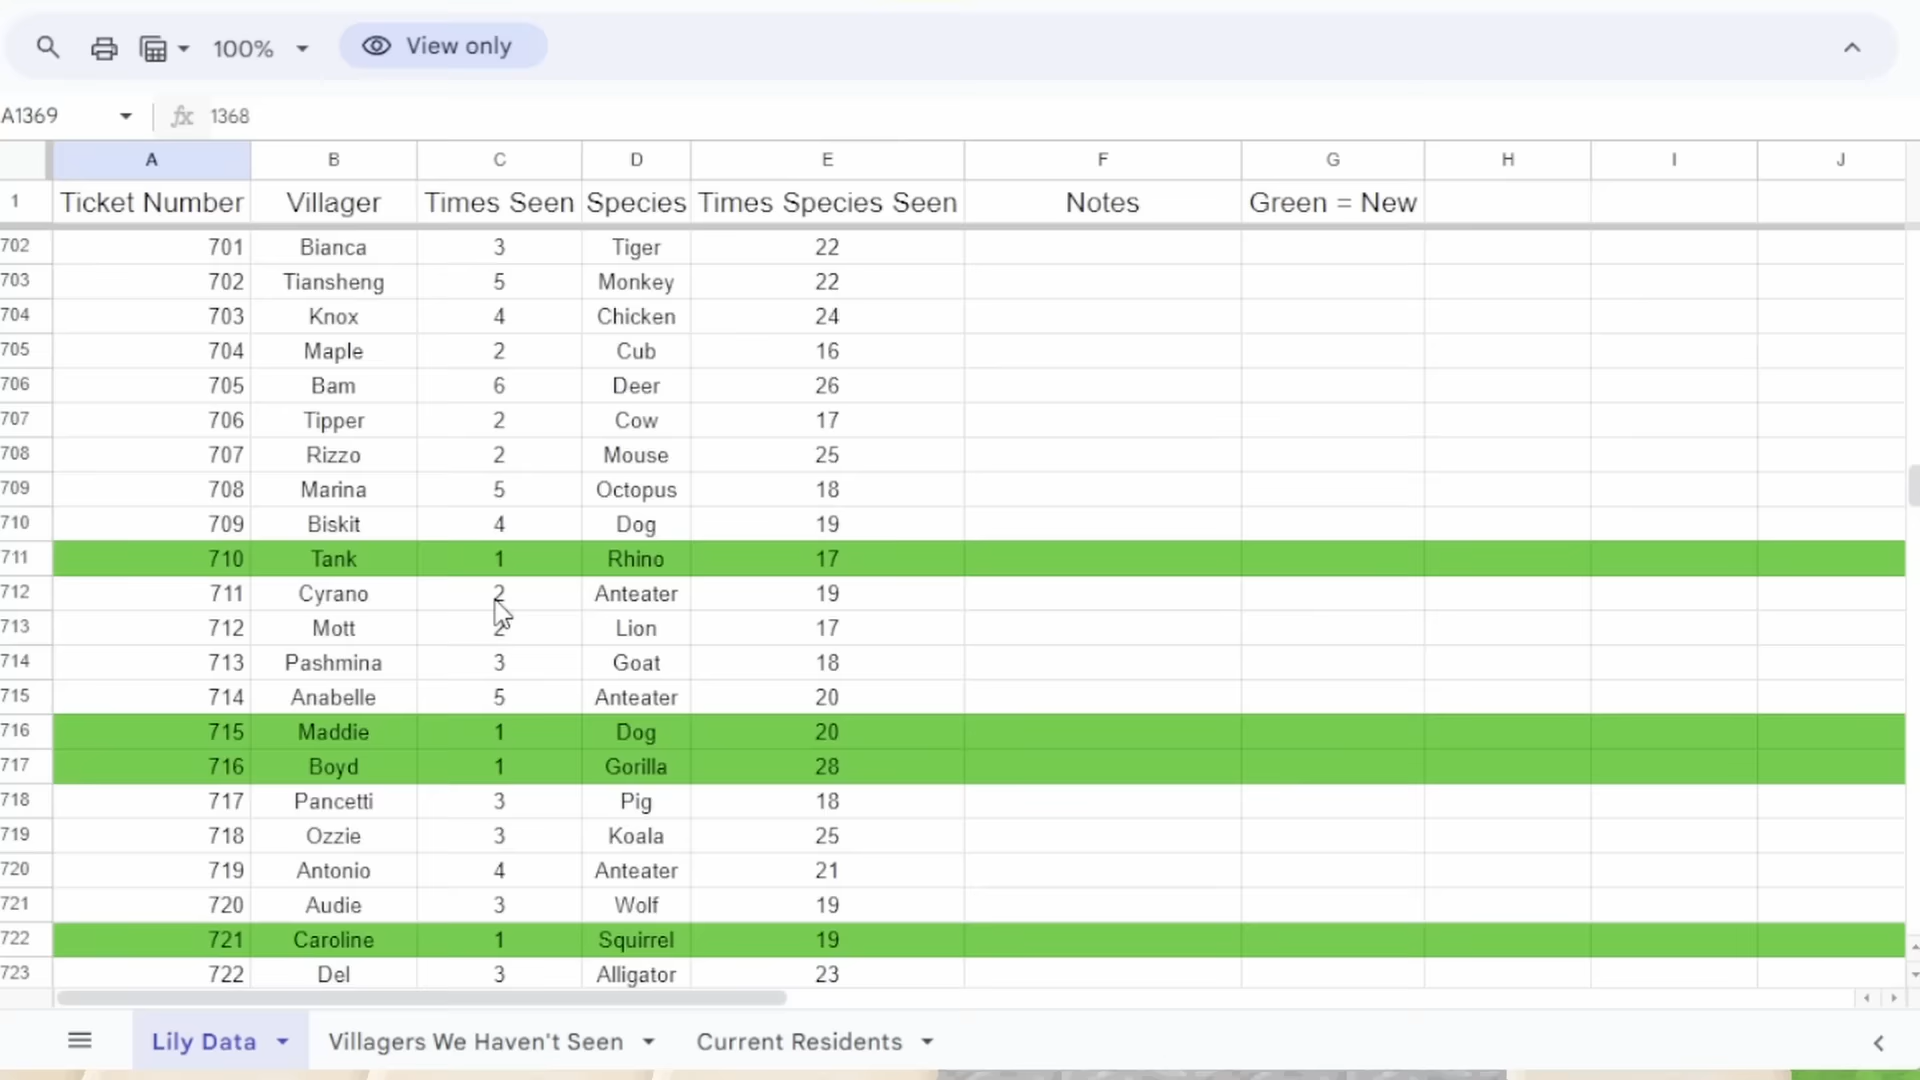 100% View only
A1369 fx 1368
A B C D E F G H I J
1 Ticket Number Villager Times Seen Species Times Species Seen Notes Green = New
702 701 Bianca 3 Tiger 22
703 702 Tiansheng 5 Monkey 22
704 703 Knox 4 Chicken 24
705 704 Maple 2 Cub 16
706 705 Bam 6 Deer 26
707 706 Tipper 2 Cow 17
708 707 Rizzo 2 Mouse 25
709 708 Marina 5 Octopus 18
710 709 Biskit 4 Dog 19
711 710 Tank 1 Rhino 17
712 711 Cyrano 2 Anteater 19
713 712 Mott 2 Lion 17
714 713 Pashmina 3 Goat 18
715 714 Anabelle 5 Anteater 20
716 715 Maddie 1 Dog 20
717 716 Boyd 1 Gorilla 28
718 717 Pancetti 3 Pig 18
719 718 Ozzie 3 Koala 25
720 719 Antonio 4 Anteater 21
721 720 Audie 3 Wolf 19
722 721 Caroline 1 Squirrel 19
723 722 Del 3 Alligator 23
Lily Data Villagers We Haven't Seen Current Residents